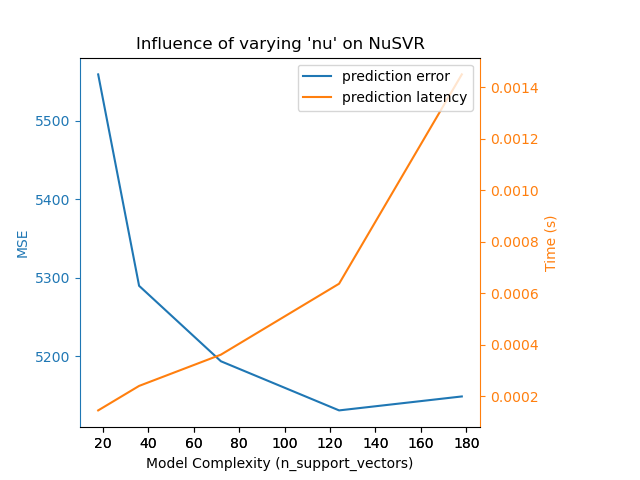 Influence of varying 'nu' on NuSVR
prediction error
prediction latency
MSE
5500
5400
5300
5200
0.0014
0.0012
0.0010
0.0008
0.0006
0.0004
0.0002
Time (s)
20 40 60 80 100 120 140 160 180
Model Complexity (n_support_vectors)